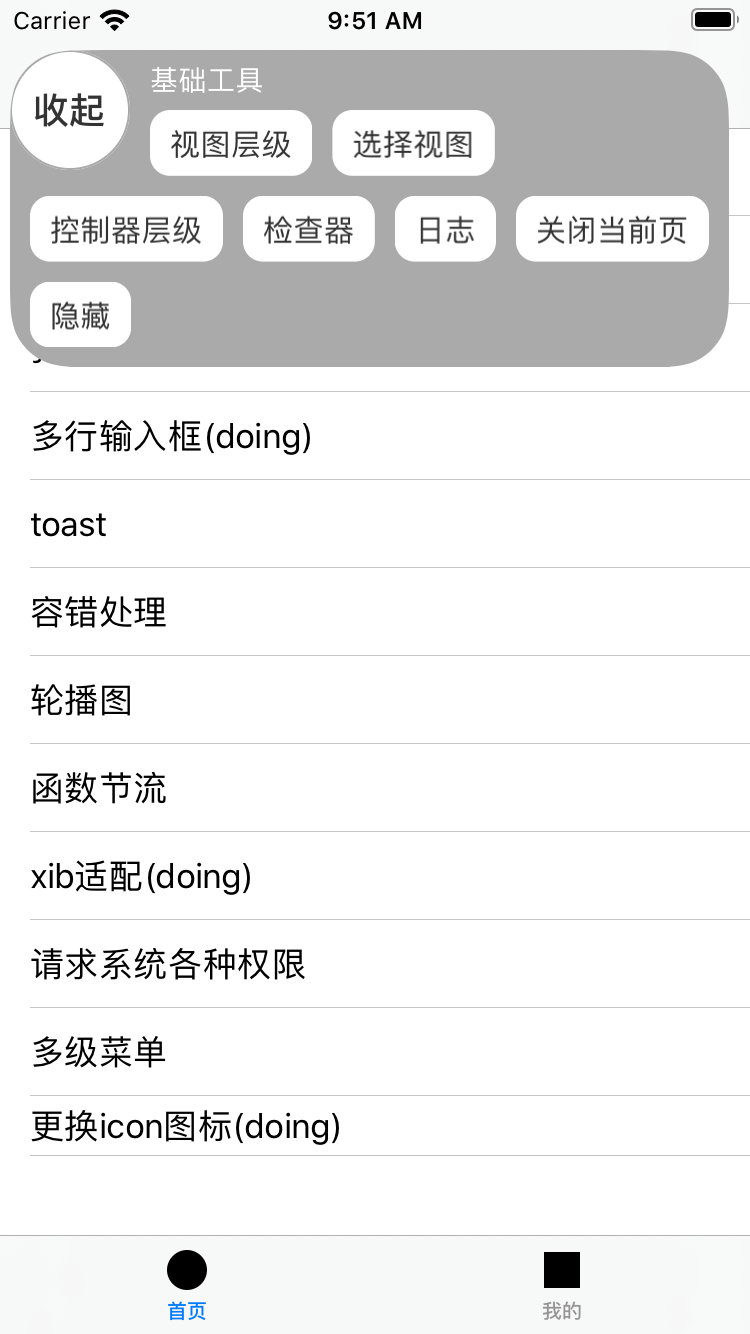 Carrier 9:51 AM
收起
基础工具
视图层级 选择视图
控制器层级 检查器 日志 关闭当前页
隐藏
多行输入框(doing)
toast
容错处理
轮播图
函数节流
xib适配(doing)
请求系统各种权限
多级菜单
更换icon图标(doing)
首页 我的